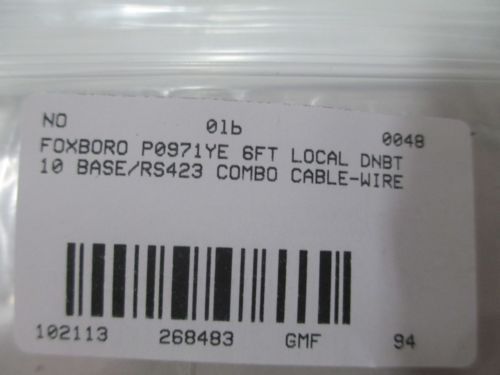 NO 01b 0048
FOXBORO P0971YE 6FT LOCAL DNBT
10 BASE/RS423 COMBO CABLE-WIRE
102113 268483 GMF 94